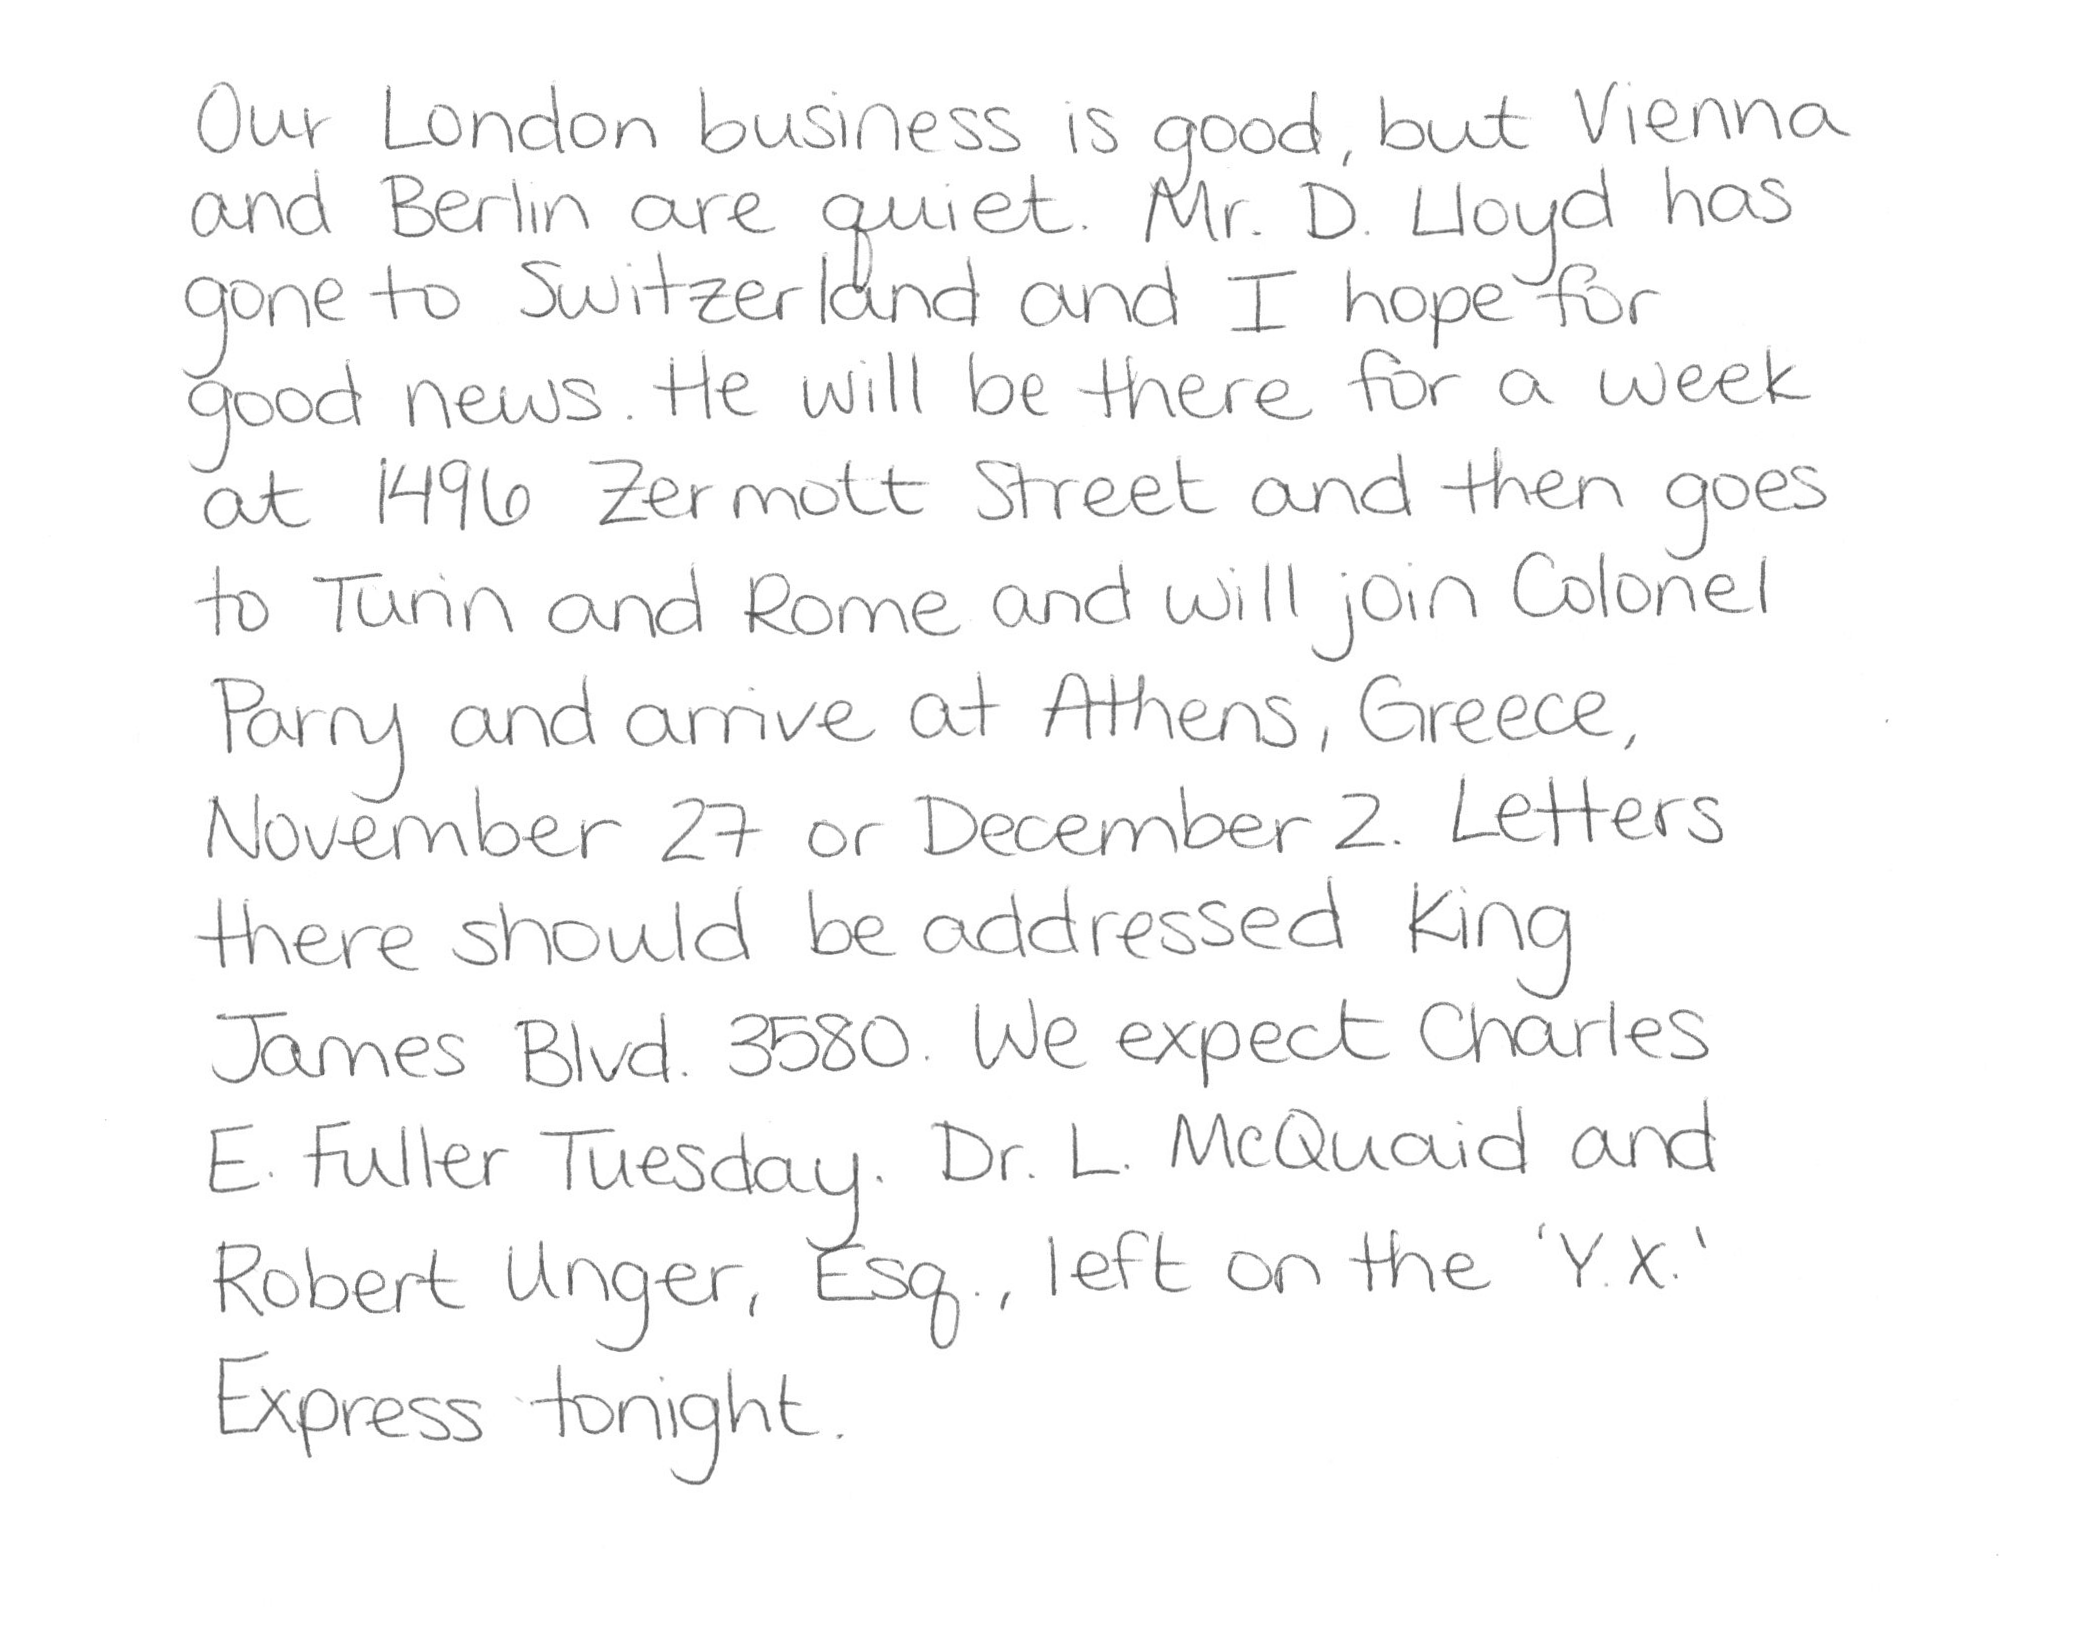 Our London business is good, but Vienna
and Berlin are quiet. Mr. D. Lloyd has
gone to Switzerland and I hope for
good news. He will be there for a week
at 1496 Zermott Street and then goes
to Turin and Rome and will join Colonel
Parry and arrive at Athens, Greece,
November 27 or December 2. Letters
there should be addressed King
James Blvd. 3580. We expect Charles
E. Fuller Tuesday. Dr. L. McQuaid and
Robert Unger, Esq., left on the 'Y.X.'
Express tonight.